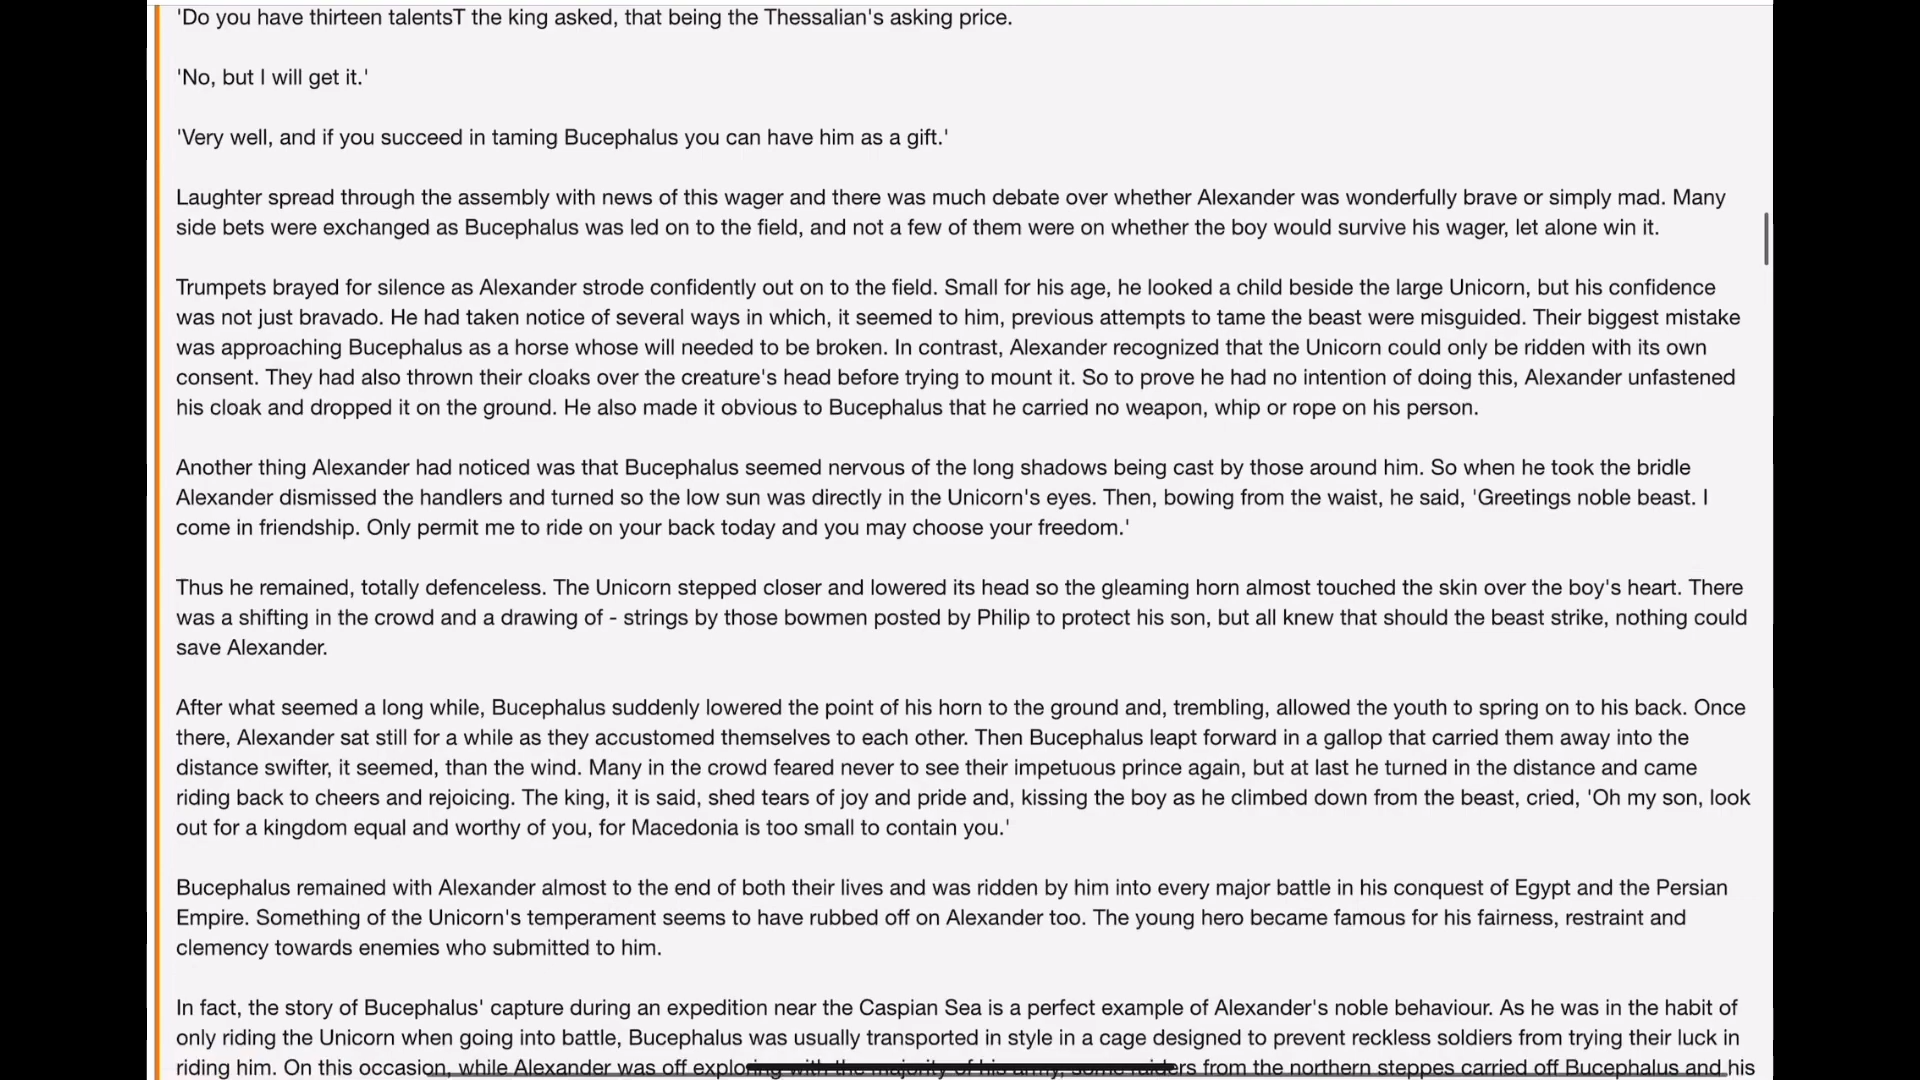 'Do you have thirteen talentsT the king asked, that being the Thessalian's asking price.
'No, but I will get it.'
'Very well, and if you succeed in taming Bucephalus you can have him as a gift.'
Laughter spread through the assembly with news of this wager and there was much debate over whether Alexander was wonderfully brave or simply mad. Many
side bets were exchanged as Bucephalus was led on to the field, and not a few of them were on whether the boy would survive his wager, let alone win it.
Trumpets brayed for silence as Alexander strode confidently out on to the field. Small for his age, he looked a child beside the large Unicorn, but his confidence
was not just bravado. He had taken notice of several ways in which, it seemed to him, previous attempts to tame the beast were misguided. Their biggest mistake
was approaching Bucephalus as a horse whose will needed to be broken. In contrast, Alexander recognized that the Unicorn could only be ridden with its own
consent. They had also thrown their cloaks over the creature's head before trying to mount it. So to prove he had no intention of doing this, Alexander unfastened
his cloak and dropped it on the ground. He also made it obvious to Bucephalus that he carried no weapon, whip or rope on his person.
Another thing Alexander had noticed was that Bucephalus seemed nervous of the long shadows being cast by those around him. So when he took the bridle
Alexander dismissed the handlers and turned so the low sun was directly in the Unicorn's eyes. Then, bowing from the waist, he said, 'Greetings noble beast. I
come in friendship. Only permit me to ride on your back today and you may choose your freedom.'
Thus he remained, totally defenceless. The Unicorn stepped closer and lowered its head so the gleaming horn almost touched the skin over the boy's heart. There
was a shifting in the crowd and a drawing of - strings by those bowmen posted by Philip to protect his son, but all knew that should the beast strike, nothing could
save Alexander.
After what seemed a long while, Bucephalus suddenly lowered the point of his horn to the ground and, trembling, allowed the youth to spring on to his back. Once
there, Alexander sat still for a while as they accustomed themselves to each other. Then Bucephalus leapt forward in a gallop that carried them away into the
distance swifter, it seemed, than the wind. Many in the crowd feared never to see their impetuous prince again, but at last he turned in the distance and came
riding back to cheers and rejoicing. The king, it is said, shed tears of joy and pride and, kissing the boy as he climbed down from the beast, cried, 'Oh my son, look
out for a kingdom equal and worthy of you, for Macedonia is too small to contain you.'
Bucephalus remained with Alexander almost to the end of both their lives and was ridden by him into every major battle in his conquest of Egypt and the Persian
Empire. Something of the Unicorn's temperament seems to have rubbed off on Alexander too. The young hero became famous for his fairness, restraint and
clemency towards enemies who submitted to him.
In fact, the story of Bucephalus' capture during an expedition near the Caspian Sea is a perfect example of Alexander's noble behaviour. As he was in the habit of
only riding the Unicorn when going into battle, Bucephalus was usually transported in style in a cage designed to prevent reckless soldiers from trying their luck in
riding him. On this occasion, while Alexander was off exploring with the majority of his army, some raiders from the northern steppes carried off Bucephalus and his